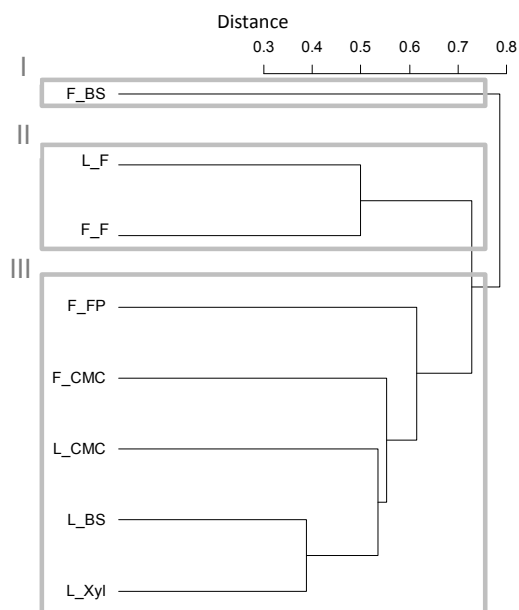 Distance
0.3 0.4 0.5 0.6 0.7 0.8
I
F_BS
II
L_F
F_F
III
F_FP
F_CMC
L_CMC
L_BS
L_Xyl